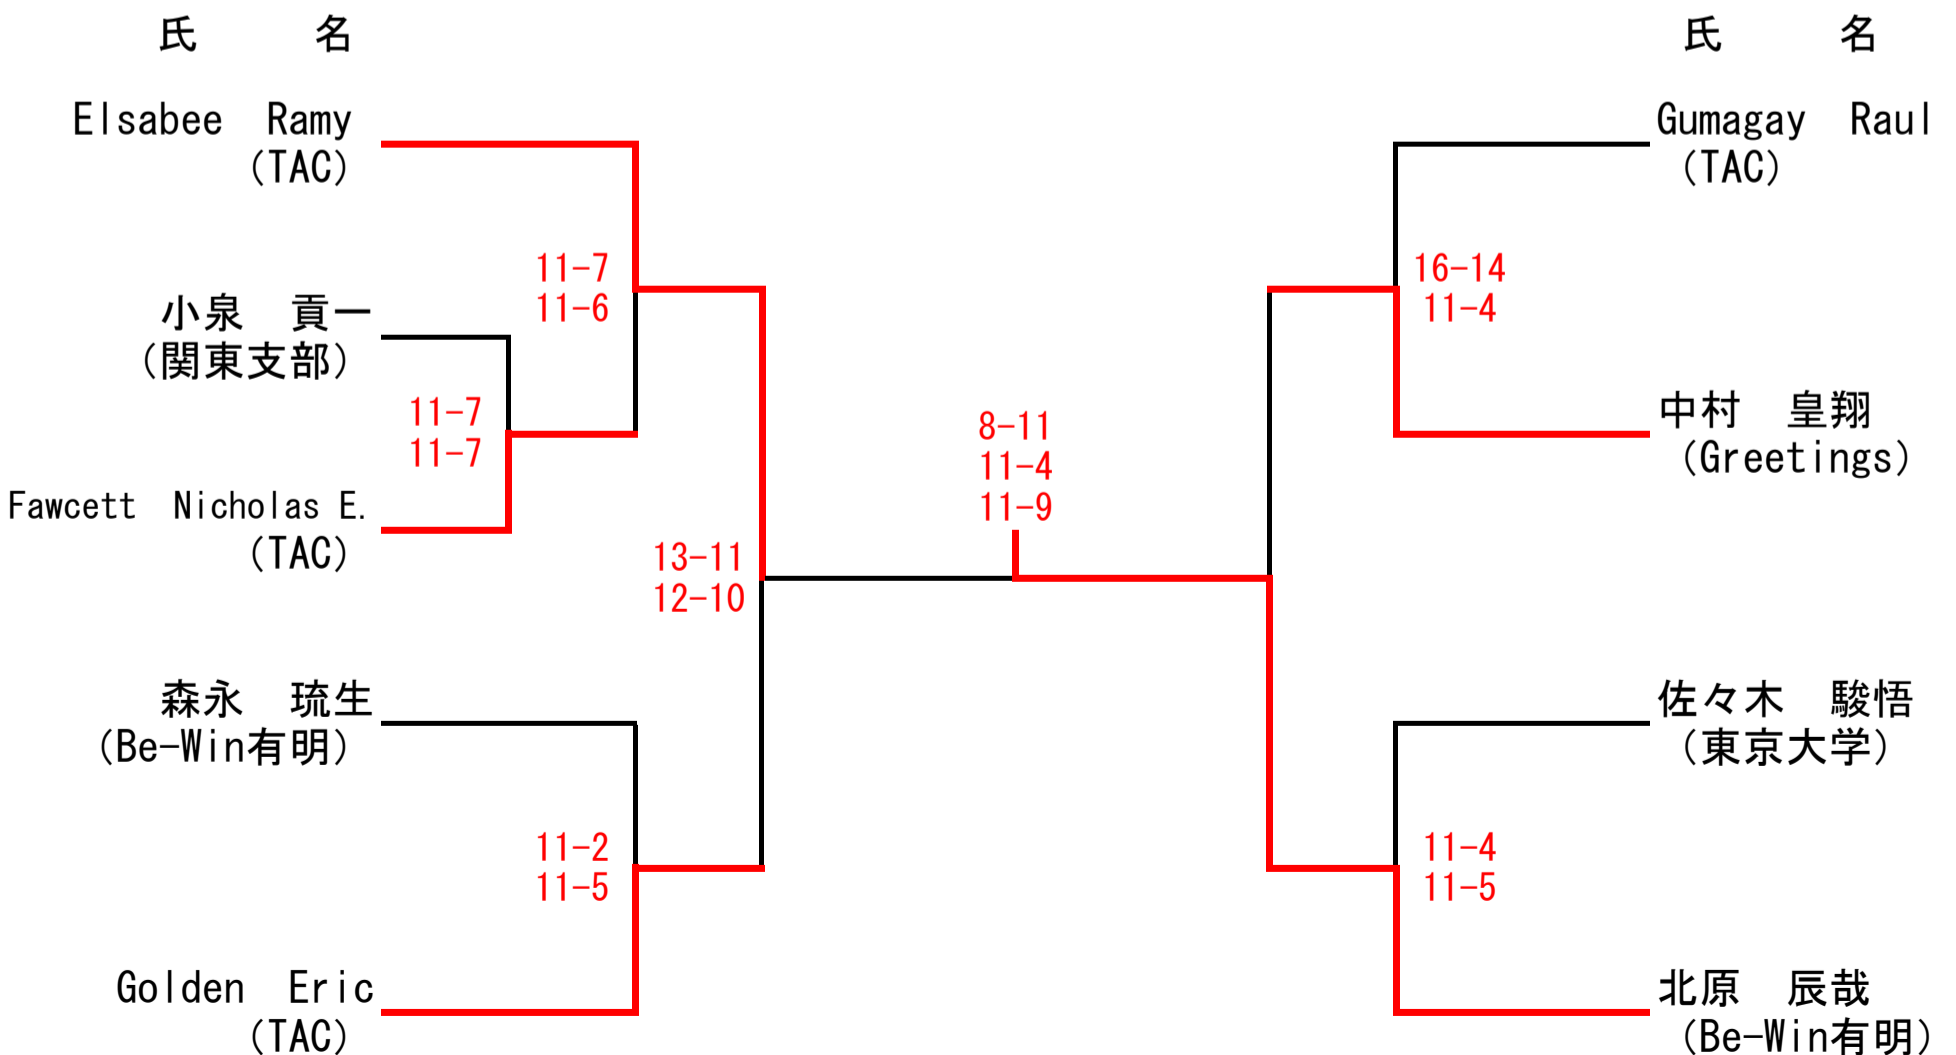 氏　名
Elsabee　Ramy
(TAC)
11-7
11-6
小泉　貢一
(関東支部)
11-7
11-7
Fawcett　Nicholas E.
(TAC)
13-11
12-10
森永　琉生
(Be-Win有明)
11-2
11-5
Golden　Eric
(TAC)
8-11
11-4
11-9
氏　名
Gumagay　Raul
(TAC)
16-14
11-4
中村　皇翔
(Greetings)
佐々木　駿悟
(東京大学)
11-4
11-5
北原　辰哉
(Be-Win有明)